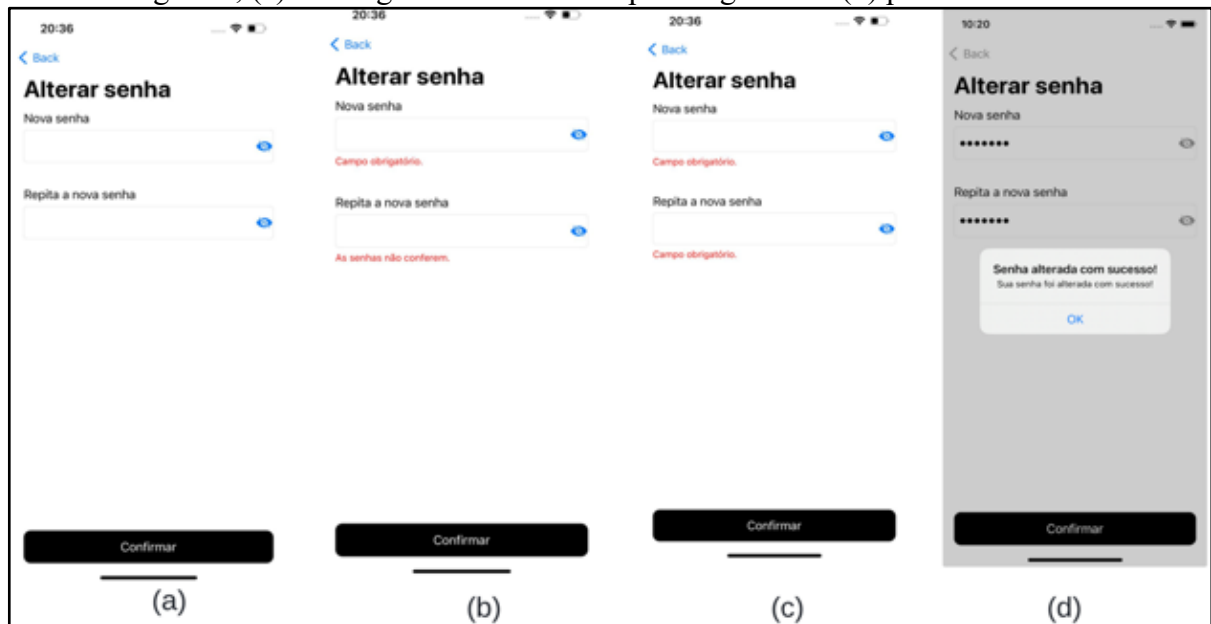 20:36
Back
Alterar senha
Nova senha
Repita a nova senha
Confirmar
(a)
20:36
Back
Alterar senha
Nova senha
Campo obrigatório.
Repita a nova senha
As senhas não conferem.
Confirmar
(b)
20:36
Back
Alterar senha
Nova senha
Campo obrigatório.
Repita a nova senha
Campo obrigatório.
Confirmar
(c)
10:20
Back
Alterar senha
Nova senha
•••••••
Repita a nova senha
•••••••
Senha alterada com sucesso!
Sua senha foi alterada com sucesso!
OK
Confirmar
(d)